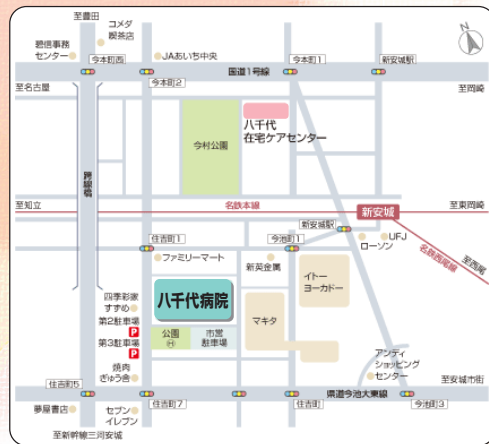 至豊田
コメダ
喫茶店
碧信事務
センター
JAあいち中央
N
今本町西
国道1号線
今本町1
新安城駅
至名古屋
今本町2
至岡崎
八千代
在宅ケアセンター
今村公園
跨線橋
至知立
名鉄本線
新安城
至東岡崎
新安城駅
住吉町1
今池町1
UFJ
ローソン
名鉄西尾線
至西尾
ファミリーマート
新英金属
イトー
ヨーカドー
四季彩家
すずめ
八千代病院
第2駐車場
P
マキタ
第3駐車場
P
公園
H
市営
駐車場
焼肉
ぎゅう舎
アンディ
ショッピング
センター
住吉町5
県道今池大東線
至安城市街
夢屋書店
セブン
イレブン
住吉町7
住吉町
今池町3
至新幹線三河安城